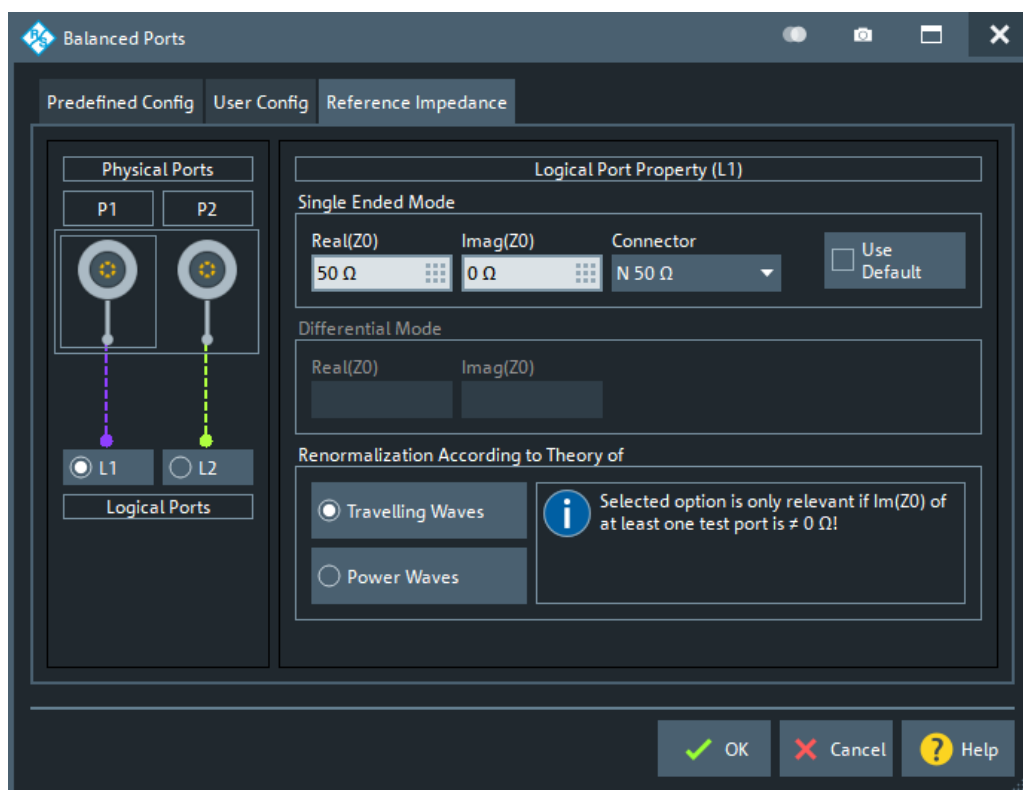 R/S Balanced Ports
Predefined Config User Config Reference Impedance
Physical Ports
P1 P2
L1 L2
Logical Ports
Logical Port Property (L1)
Single Ended Mode
Real(Z0) Imag(Z0) Connector
50 Ω 0 Ω N 50 Ω
Use
Default
Differential Mode
Real(Z0) Imag(Z0)
Renormalization According to Theory of
Travelling Waves
Power Waves
i
Selected option is only relevant if Im(Z0) of
at least one test port is ≠ 0 Ω!
OK Cancel ? Help